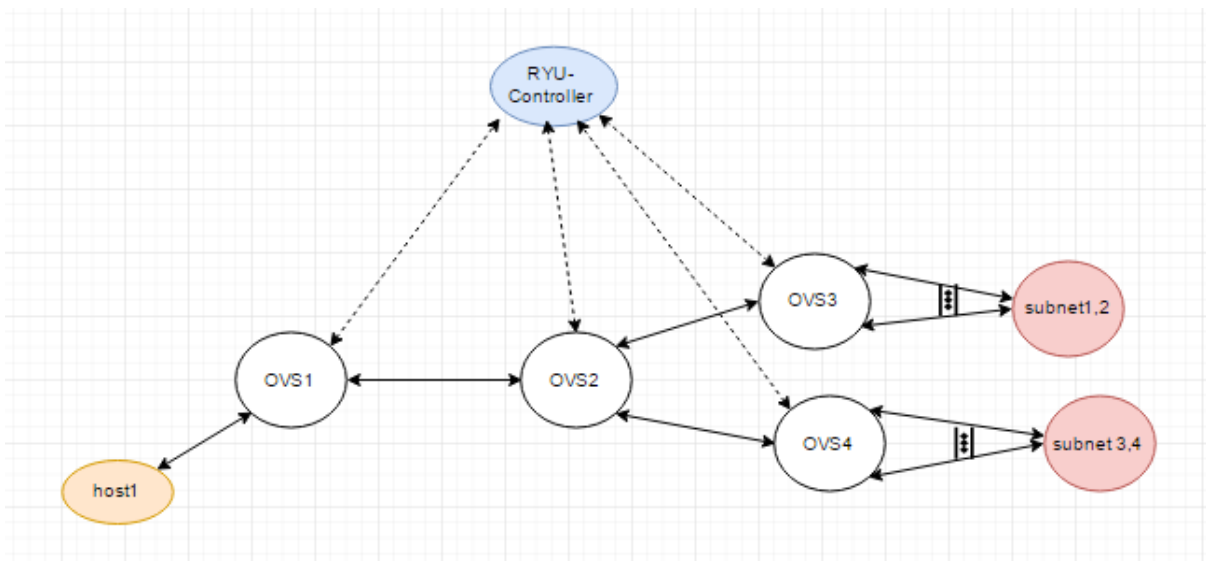 RYU-
Controller
OVS3
subnet1,2
OVS1
OVS2
OVS4
subnet 3,4
host1